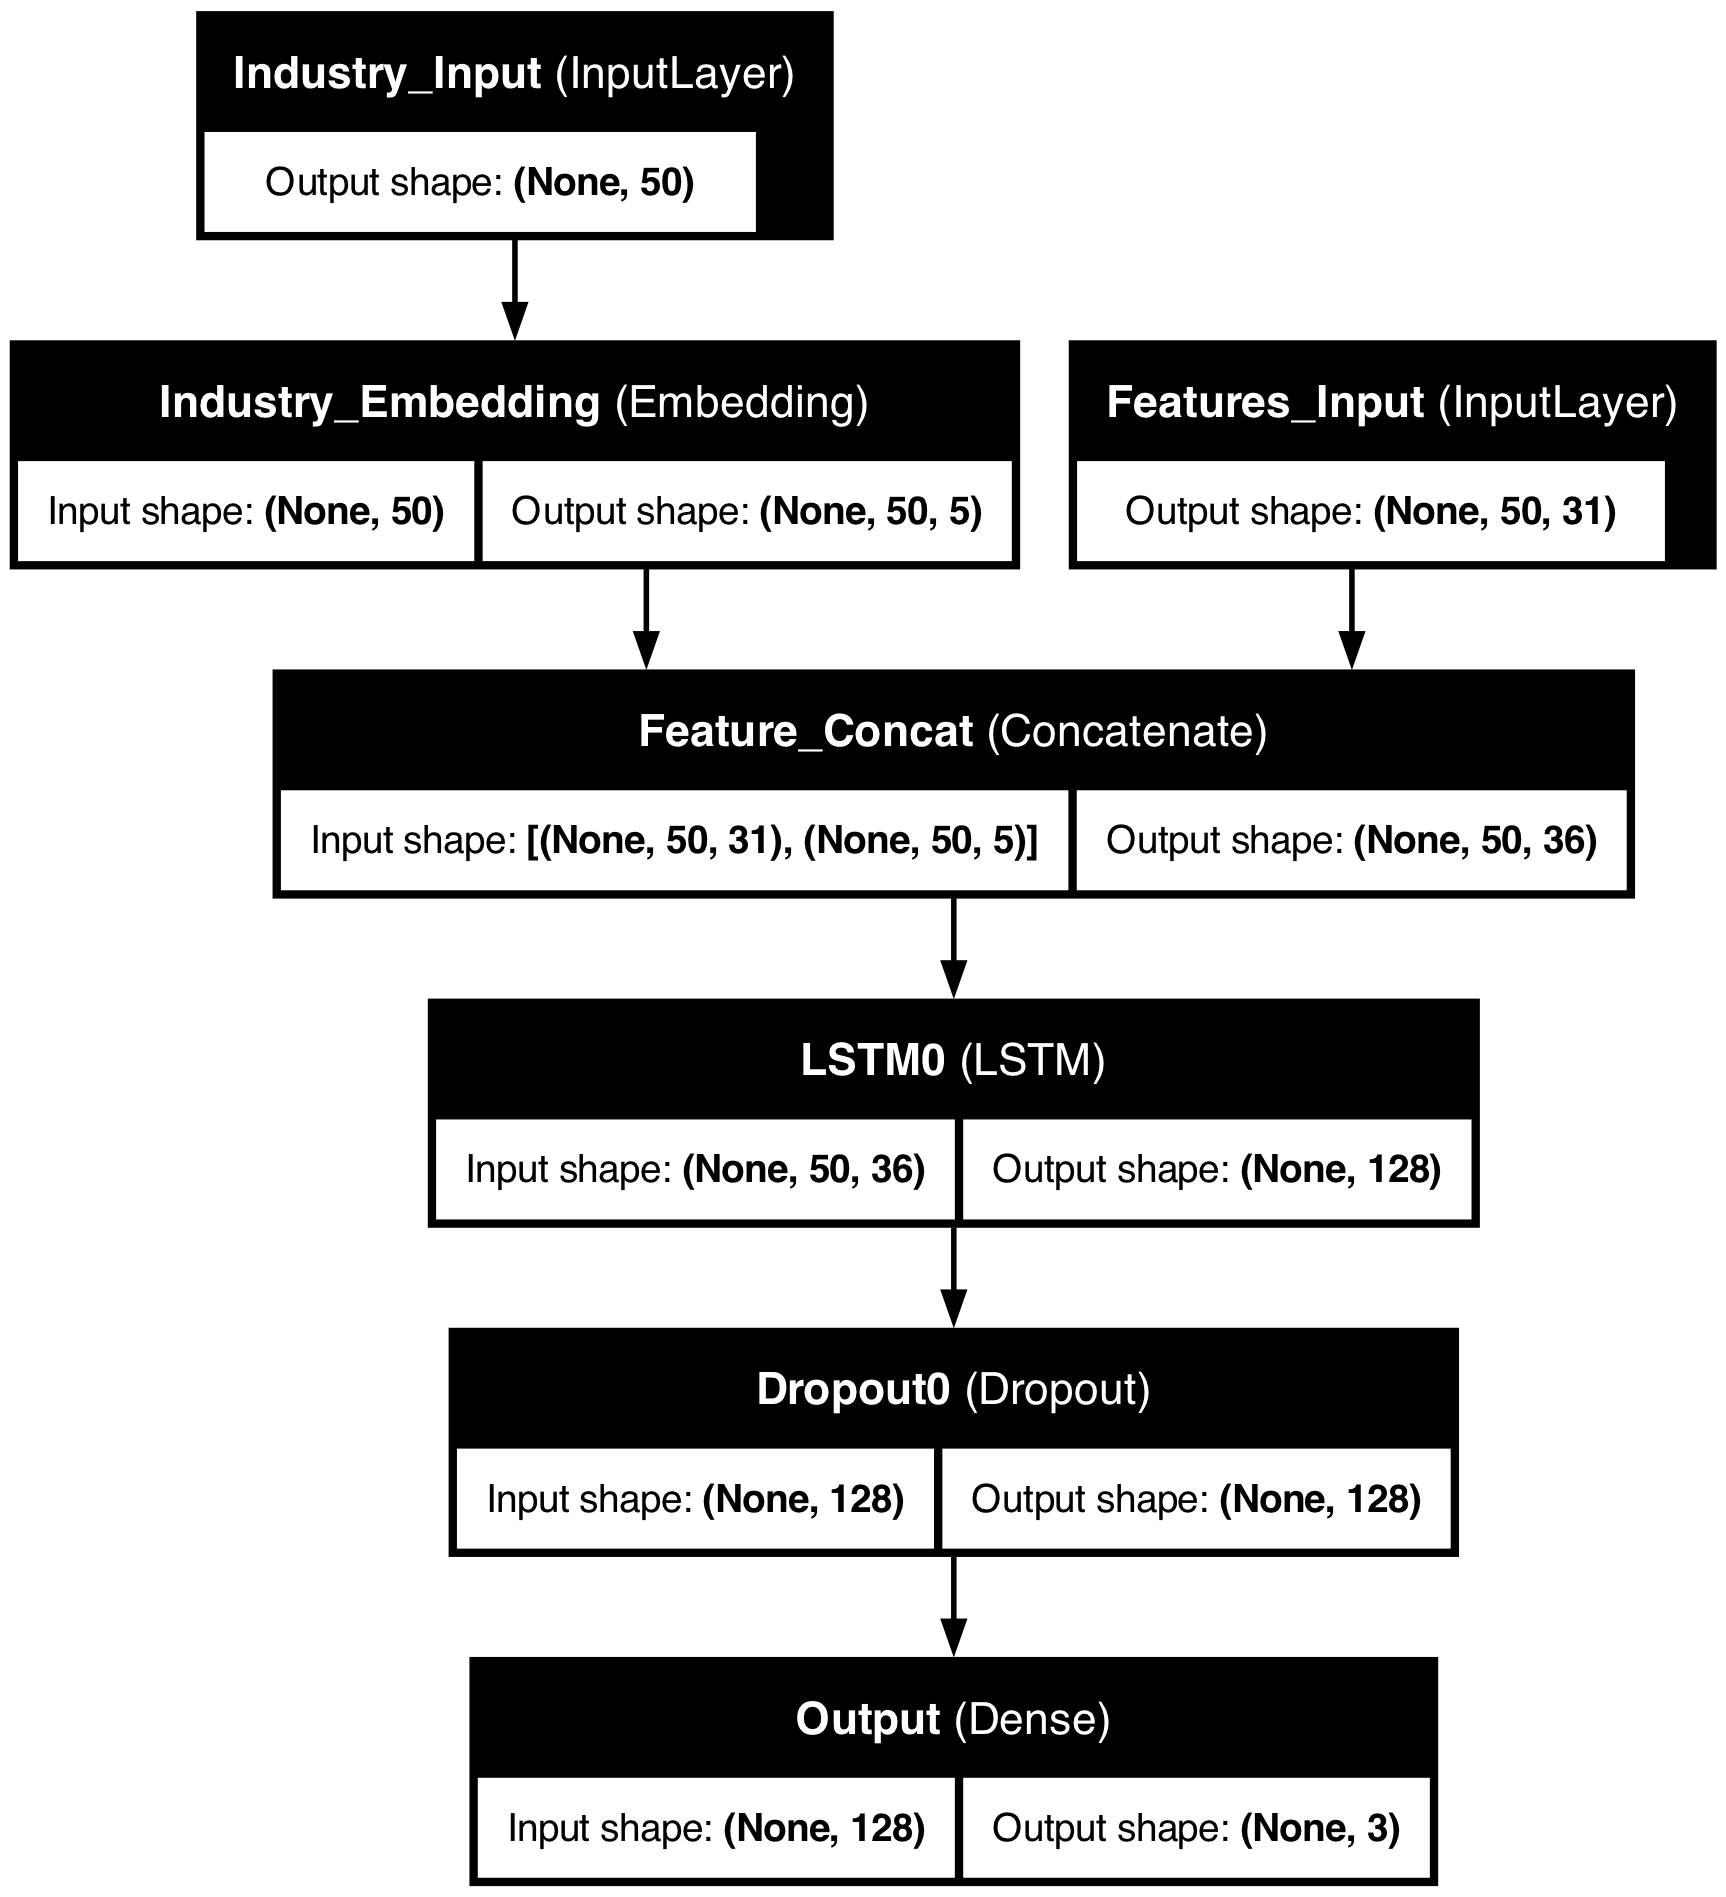 Industry_Input (InputLayer)
Output shape: (None, 50)
Industry_Embedding (Embedding)
Input shape: (None, 50)
Output shape: (None, 50, 5)
Features_Input (InputLayer)
Output shape: (None, 50, 31)
Feature_Concat (Concatenate)
Input shape: [(None, 50, 31), (None, 50, 5)]
Output shape: (None, 50, 36)
LSTM0 (LSTM)
Input shape: (None, 50, 36)
Output shape: (None, 128)
Dropout0 (Dropout)
Input shape: (None, 128)
Output shape: (None, 128)
Output (Dense)
Input shape: (None, 128)
Output shape: (None, 3)